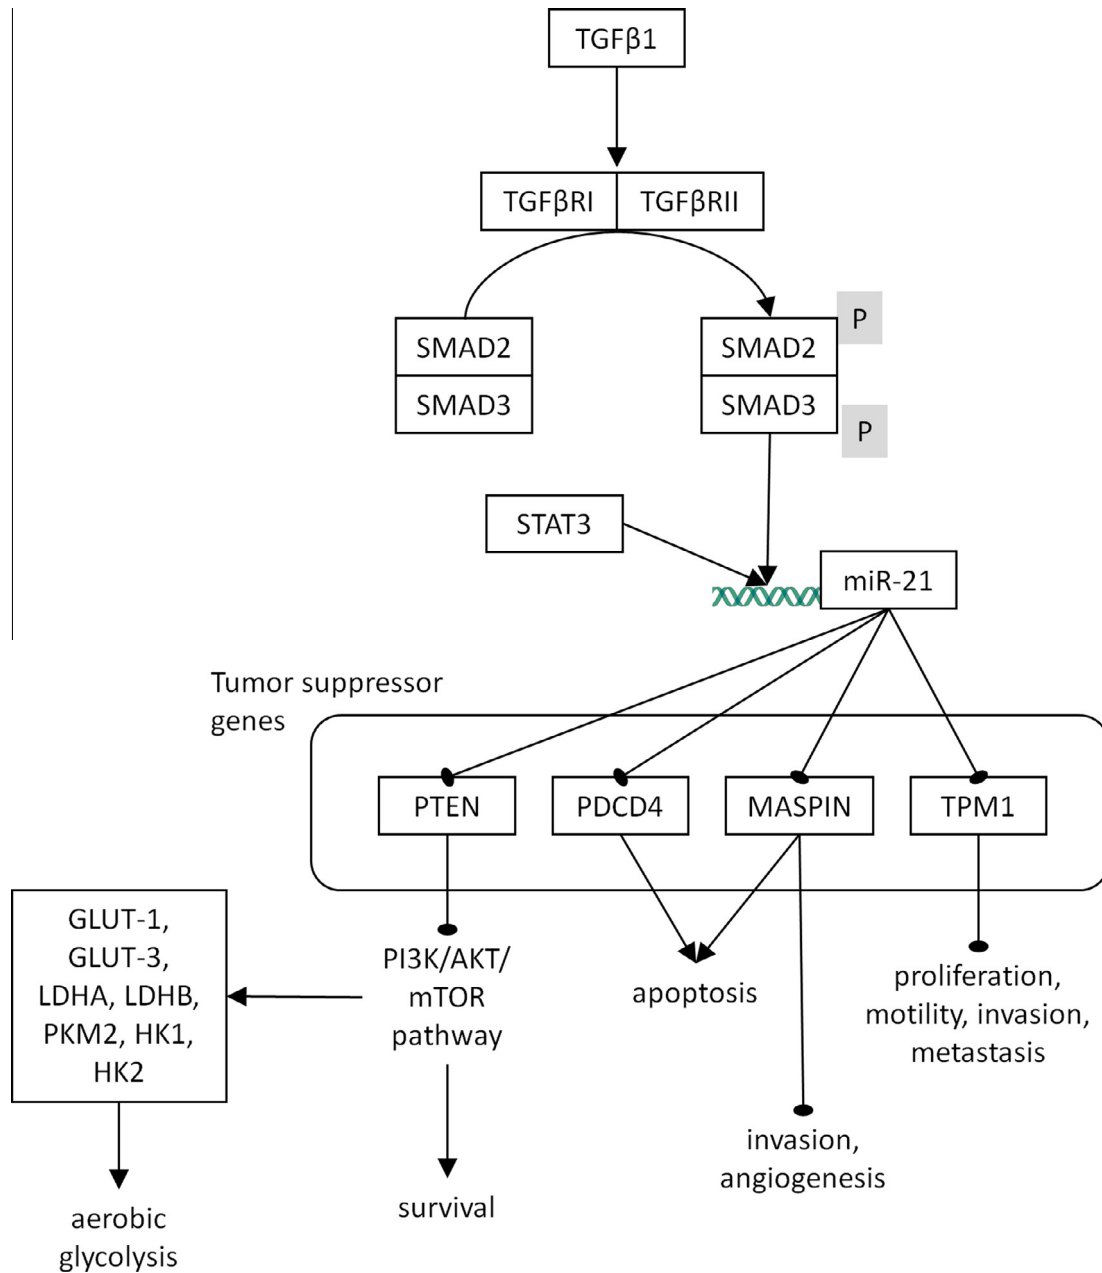 TGFβ1
TGFβRI
TGFβRII
SMAD2
SMAD3
SMAD2
P
SMAD3
P
STAT3
miR-21
Tumor suppressor
genes
PTEN
PDCD4
MASPIN
TPM1
GLUT-1,
GLUT-3,
LDHA, LDHB,
PKM2, HK1,
HK2
PI3K/AKT/
mTOR
pathway
apoptosis
proliferation,
motility, invasion,
metastasis
invasion,
angiogenesis
survival
aerobic
glycolysis